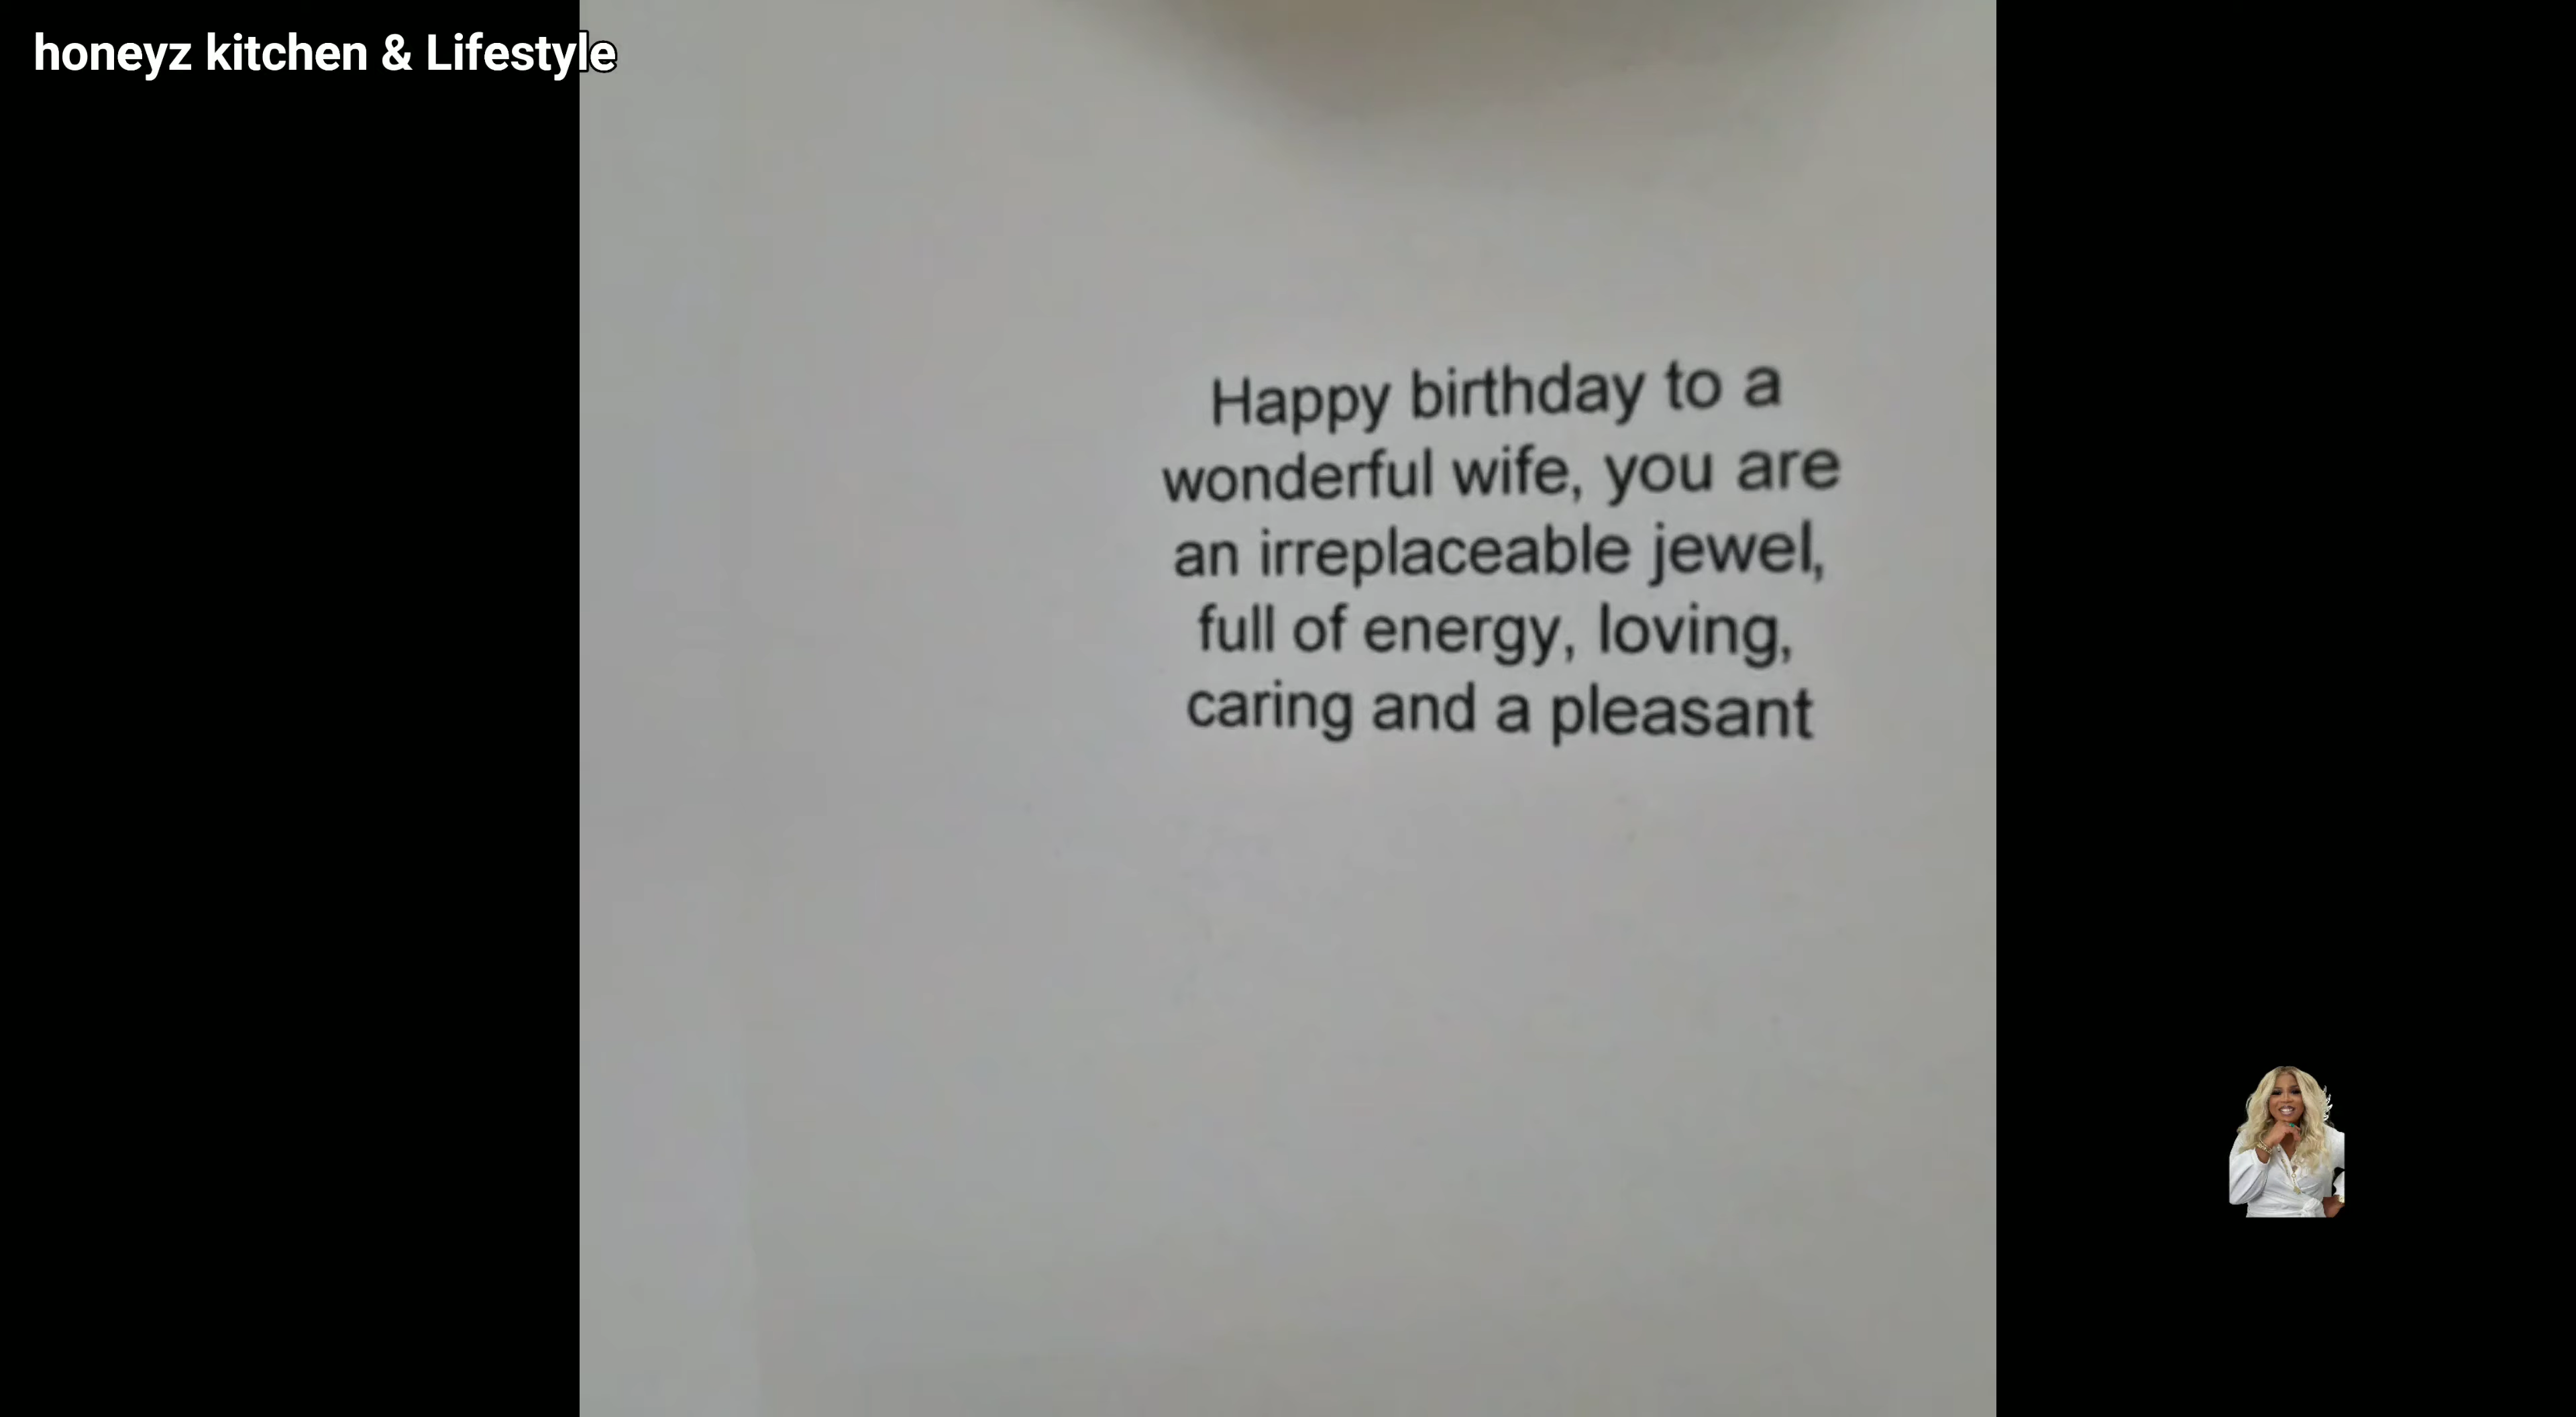 honeyz kitchen & Lifestyle
Happy birthday to a
wonderful wife, you are
an irreplaceable jewel,
full of energy, loving,
caring and a pleasant